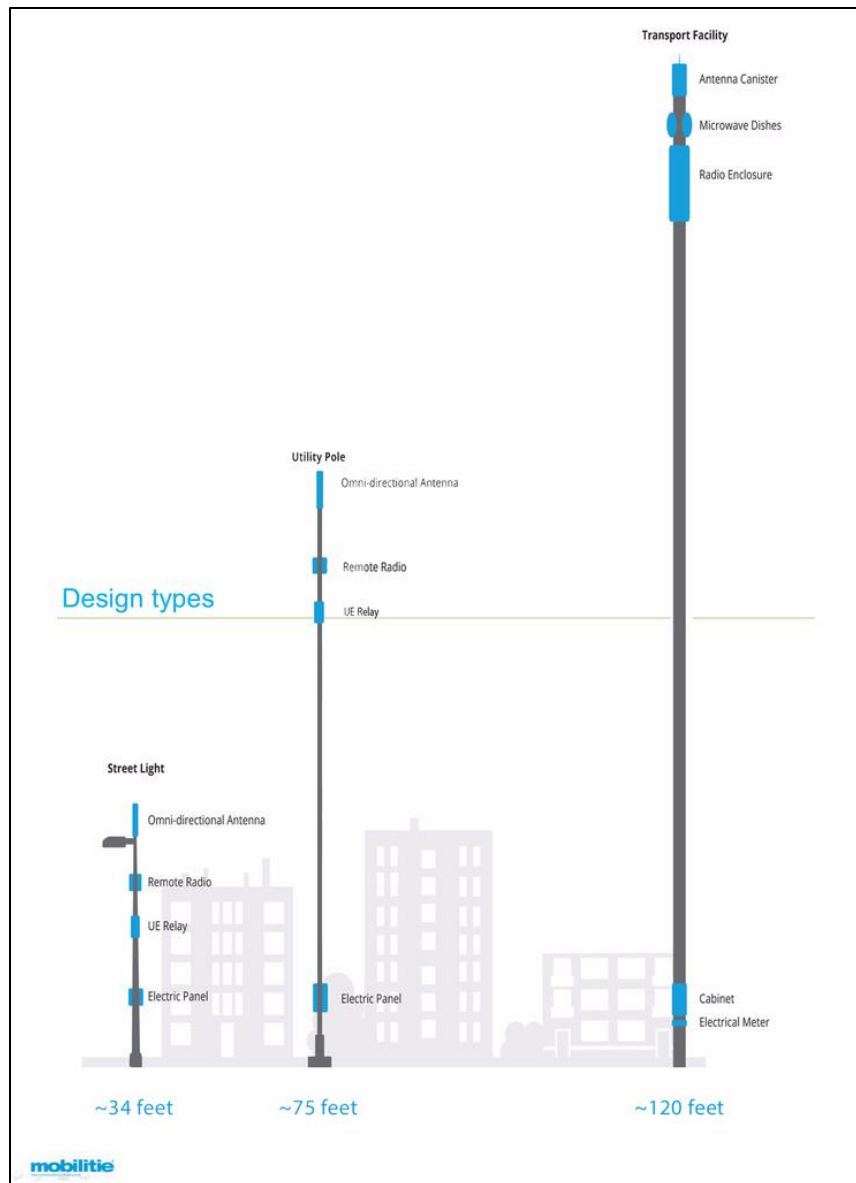 Transport Facility
Antenna Canister
Microwave Dishes
Radio Enclosure
Utility Pole
Omni-directional Antenna
Remote Radio
UE Relay
Design types
Street Light
Omni-directional Antenna
Remote Radio
UE Relay
Electric Panel
Electric Panel
Cabinet
Electrical Meter
~34 feet
~75 feet
~120 feet
mobilitie